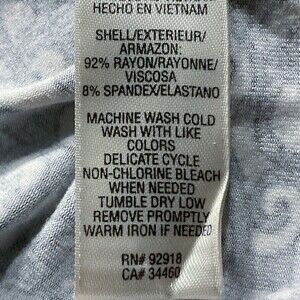 HECHO EN VIETNAM
SHELL/EXTERIEUR/
ARMAZON:
92% RAYON/RAYONNE/
VISCOSA
8% SPANDEX/ELASTANO
MACHINE WASH COLD
WASH WITH LIKE
COLORS
DELICATE CYCLE
NON-CHLORINE BLEACH
WHEN NEEDED
TUMBLE DRY LOW
REMOVE PROMPTLY
WARM IRON IF NEEDED
RN# 92918
CA# 34460